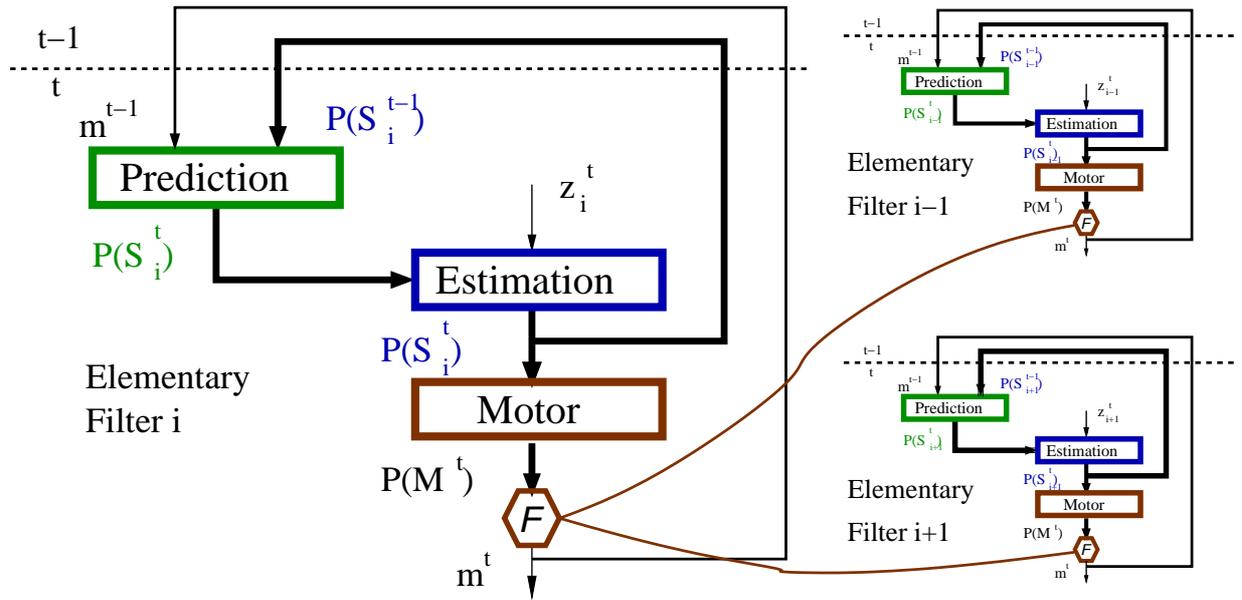 t−1
t
m^{t−1}
P(S_i^{t−1})
Prediction
z_i^t
P(S_i^t)
Estimation
P(S_i^t)
Elementary
Filter i
Motor
P(M^t)
F
m^t
t−1
t
m^{t−1}
P(S_{i−1}^{t−1})
Prediction
z_{i−1}^t
P(S_{i−1}^t)
Estimation
P(S_{i−1}^t)
Elementary
Filter i−1
Motor
P(M^t)
F
m^t
t−1
t
m^{t−1}
P(S_{i+1}^{t−1})
Prediction
z_{i+1}^t
P(S_{i+1}^t)
Estimation
P(S_{i+1}^t)
Elementary
Filter i+1
Motor
P(M^t)
F
m^t